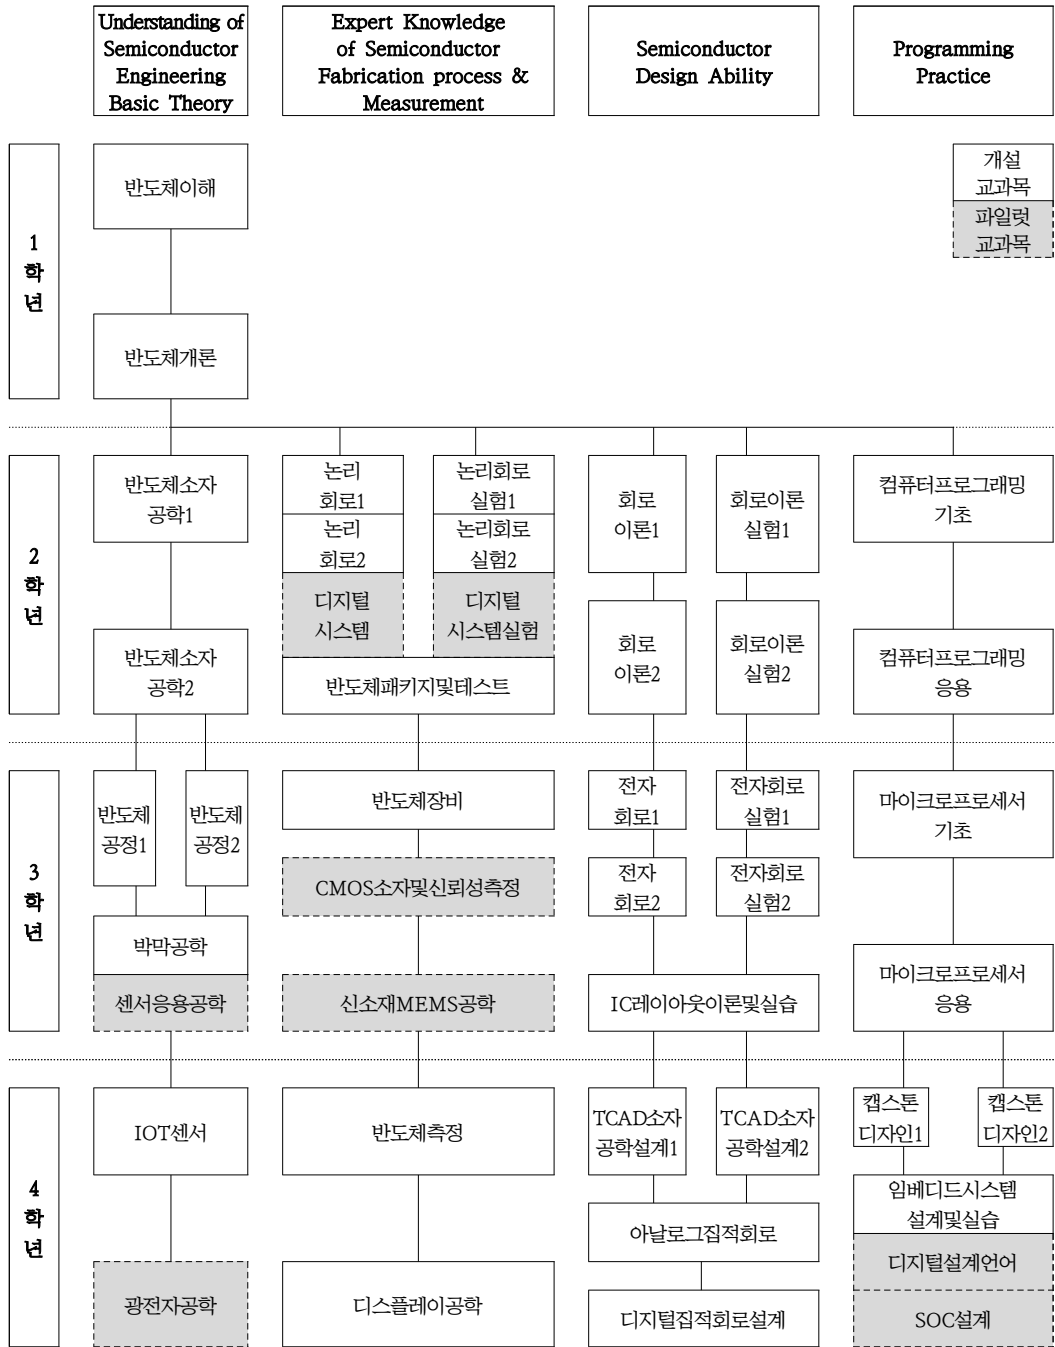 Understanding of
Semiconductor
Engineering
Basic Theory
Expert Knowledge
of Semiconductor
Fabrication process &
Measurement
Semiconductor
Design Ability
Programming
Practice
1
학
년
반도체이해
개설
교과목
파일럿
교과목
반도체개론
2
학
년
반도체소자
공학1
논리
회로1
논리회로
실험1
논리
회로2
논리회로
실험2
디지털
시스템
디지털
시스템실험
회로
이론1
회로이론
실험1
컴퓨터프로그래밍
기초
반도체소자
공학2
반도체패키지및테스트
회로
이론2
회로이론
실험2
컴퓨터프로그래밍
응용
3
학
년
반도체
공정1
반도체
공정2
반도체장비
전자
회로1
전자회로
실험1
마이크로프로세서
기초
CMOS소자및신뢰성측정
전자
회로2
전자회로
실험2
박막공학
센서응용공학
신소재MEMS공학
IC레이아웃이론및실습
마이크로프로세서
응용
4
학
년
IOT센서
반도체측정
TCAD소자
공학설계1
TCAD소자
공학설계2
캡스톤
디자인1
캡스톤
디자인2
아날로그집적회로
임베디드시스템
설계및실습
디지털설계언어
광전자공학
디스플레이공학
디지털집적회로설계
SOC설계